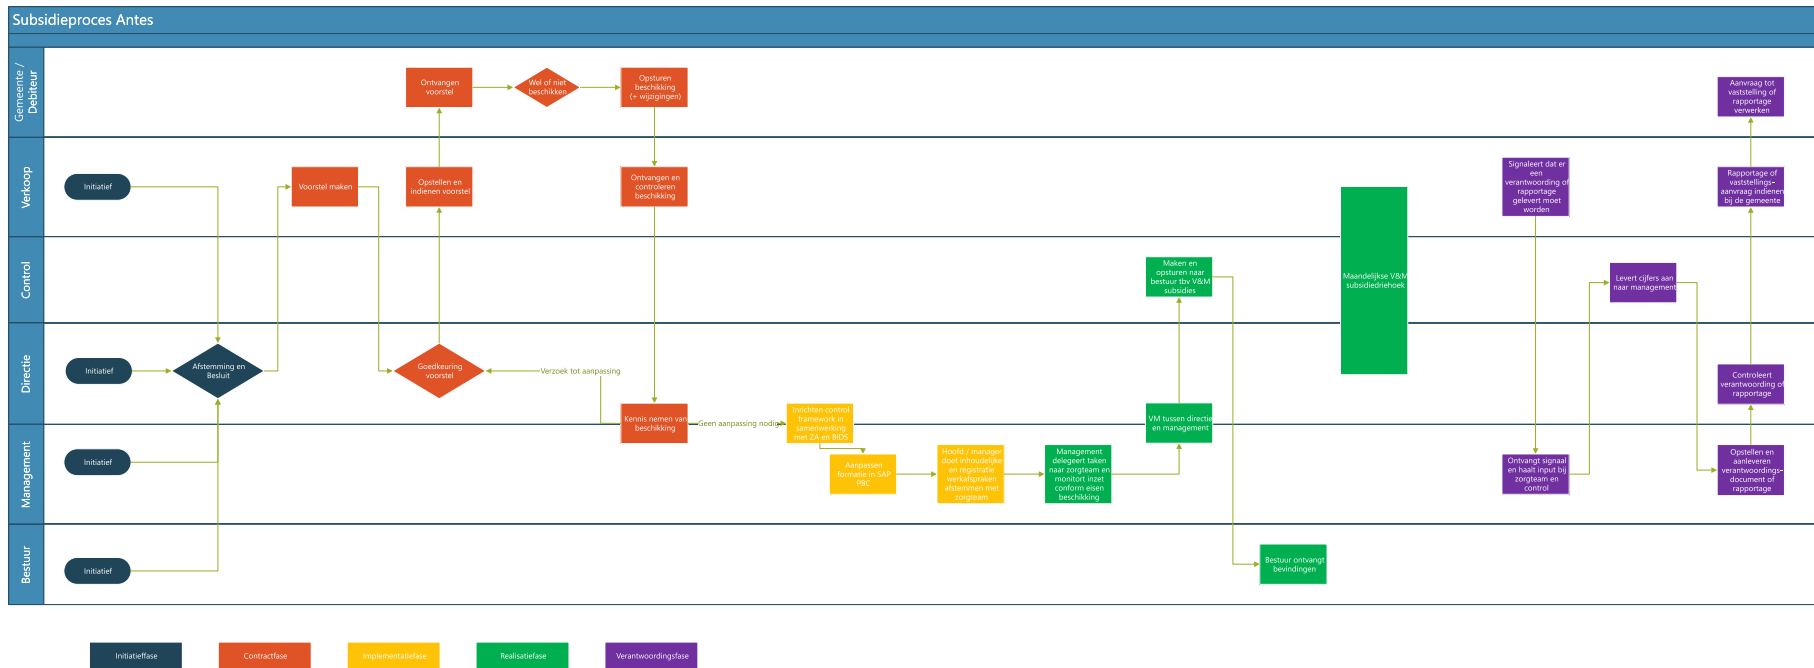 Subsidieproces Antes
Gemeente /
Debiteur
Ontvangen
voorstel
Wel of niet
beschikken
Opsturen
beschikking
(+ wijzigingen)
Aanvraag tot
vaststelling of
rapportage
verwerken
Verkoop
Initiatief
Voorstel maken
Opstellen en
indienen voorstel
Ontvangen en
controleren
beschikking
Signaleert dat er
een
verantwoording of
rapportage
gelevert moet
worden
Rapportage of
vaststellings-
aanvraag indienen
bij de gemeente
Control
Maken en
opsturen naar
bestuur tbv V&M
subsidies
Maandelijkse V&M
subsidiedriehoek
Levert cijfers aan
naar management
Directie
Initiatief
Afstemming en
Besluit
Goedkeuring
voorstel
Verzoek tot aanpassing
Controleert
verantwoording of
rapportage
Kennis nemen van
beschikking
Geen aanpassing nodig
Inrichten control
framework in
samenwerking
met ZA en BIDS
VM tussen directie
en management
Management
Initiatief
Aanpassen
formatie in SAP
PBC
Hoofd / manager
doet inhoudelijke
en registratie
werkafspraken
afstemmen met
zorgteam
Management
delegeert taken
naar zorgteam en
monitort inzet
conform eisen
beschikking
Ontvangt signaal
en haalt input bij
zorgteam en
control
Opstellen en
aanleveren
verantwoordings-
document of
rapportage
Bestuur
Initiatief
Bestuur ontvangt
bevindingen
Initiatieffase
Contractfase
Implementatiefase
Realisatiefase
Verantwoordingsfase